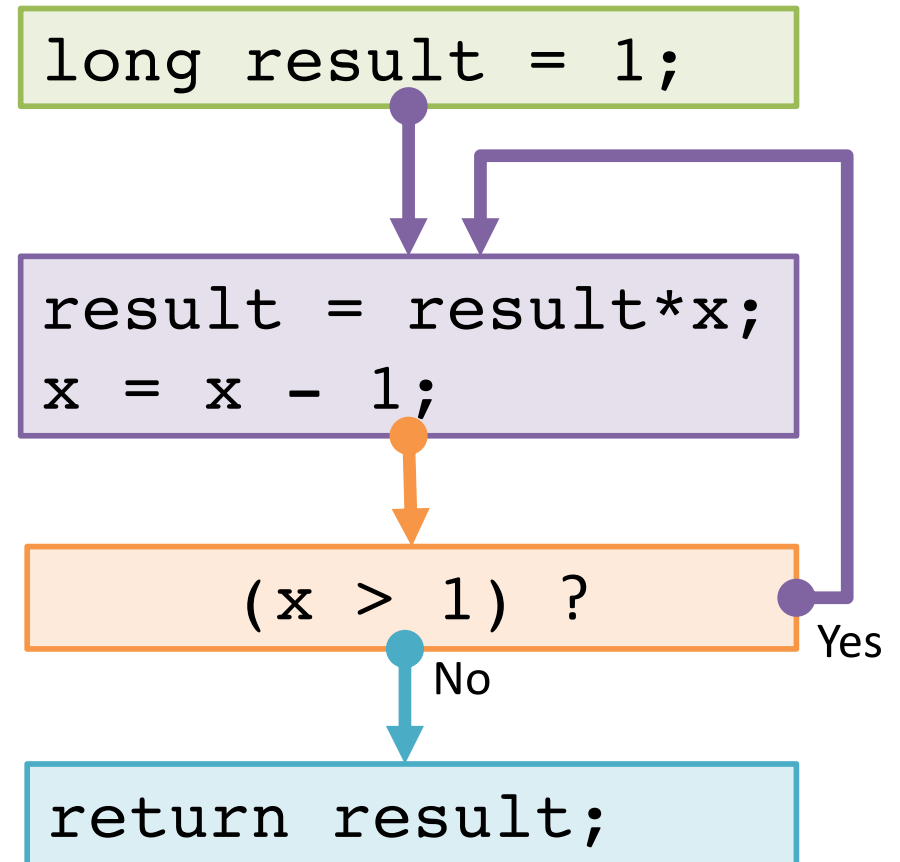 long result = 1;
result = result*x;
x = x - 1;
(x > 1) ?
Yes
No
return result;